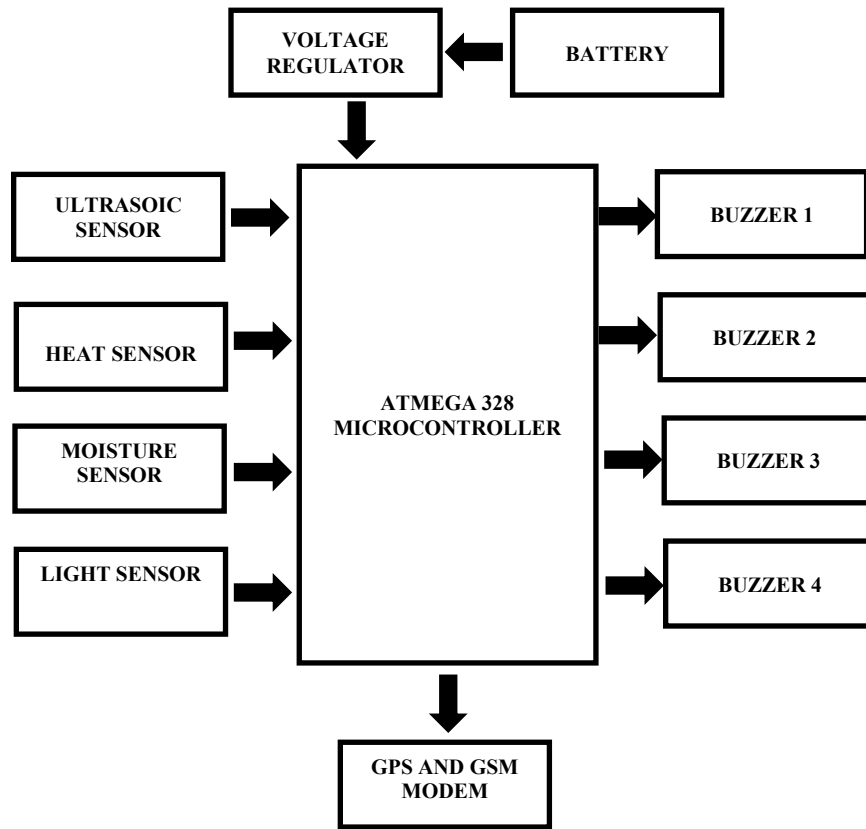 VOLTAGE
REGULATOR
BATTERY
ULTRASOIC
SENSOR
BUZZER 1
HEAT SENSOR
BUZZER 2
ATMEGA 328
MICROCONTROLLER
MOISTURE
SENSOR
BUZZER 3
LIGHT SENSOR
BUZZER 4
GPS AND GSM
MODEM